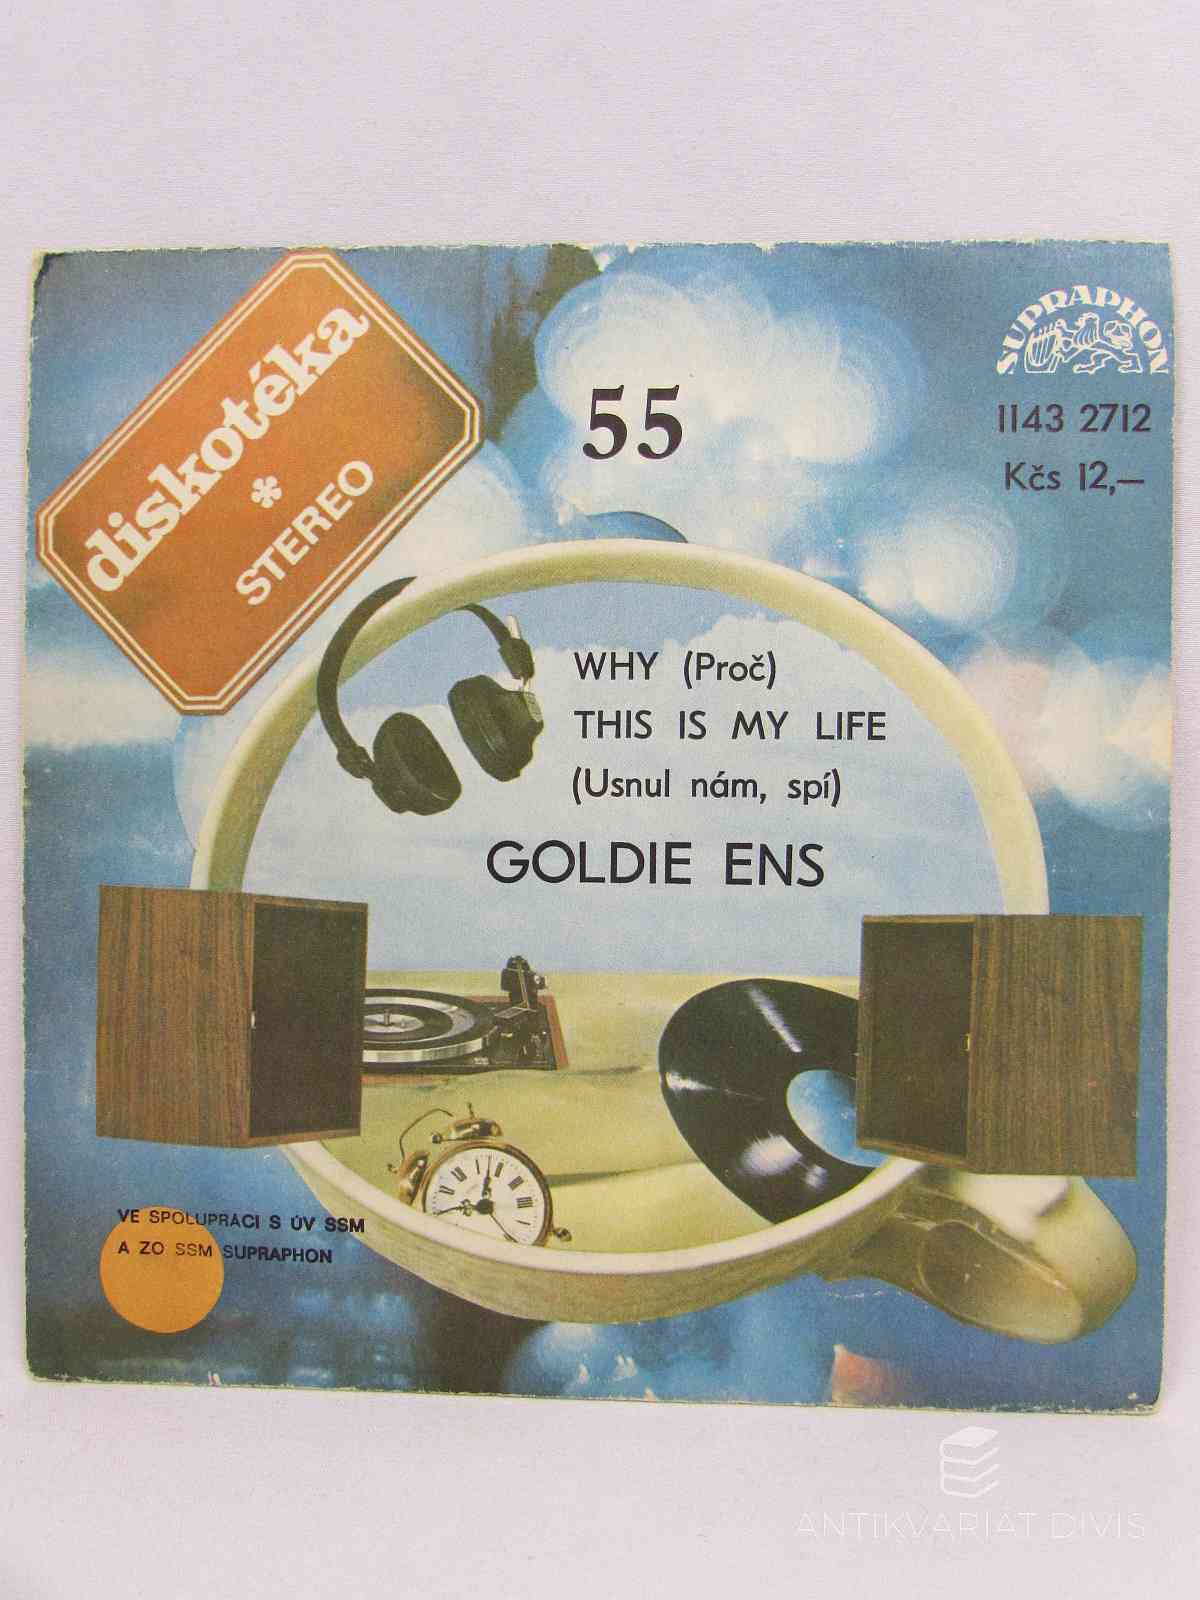 diskotéka
*
STEREO
55
SUPRAPHON
1143 2712
Kčs 12,—
WHY (Proč)
THIS IS MY LIFE
(Usnul nám, spí)
GOLDIE ENS
VE SPOLUPRACI S ÚV SSM
A ZO SSM SUPRAPHON
ANTIKVARIÁT DIVIŠ